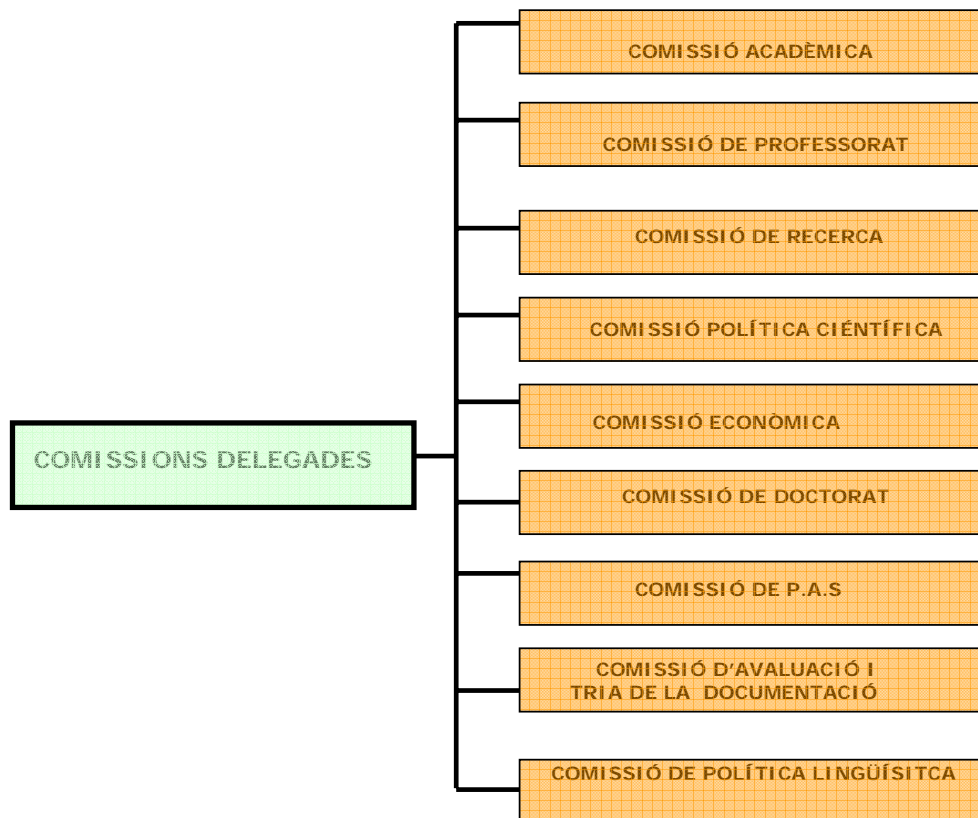 COMISSIÓ ACADÈMICA
COMISSIÓ DE PROFESSORAT
COMISSIÓ DE RECERCA
COMISSIÓ POLÍTICA CIÉNTÍFICA
COMISSIÓ ECONÒMICA
COMISSIONS DELEGADES
COMISSIÓ DE DOCTORAT
COMISSIÓ DE P.A.S
COMISSIÓ D'AVALUACIÓ I
TRIA DE LA DOCUMENTACIÓ
COMISSIÓ DE POLÍTICA LINGÜÍSITCA